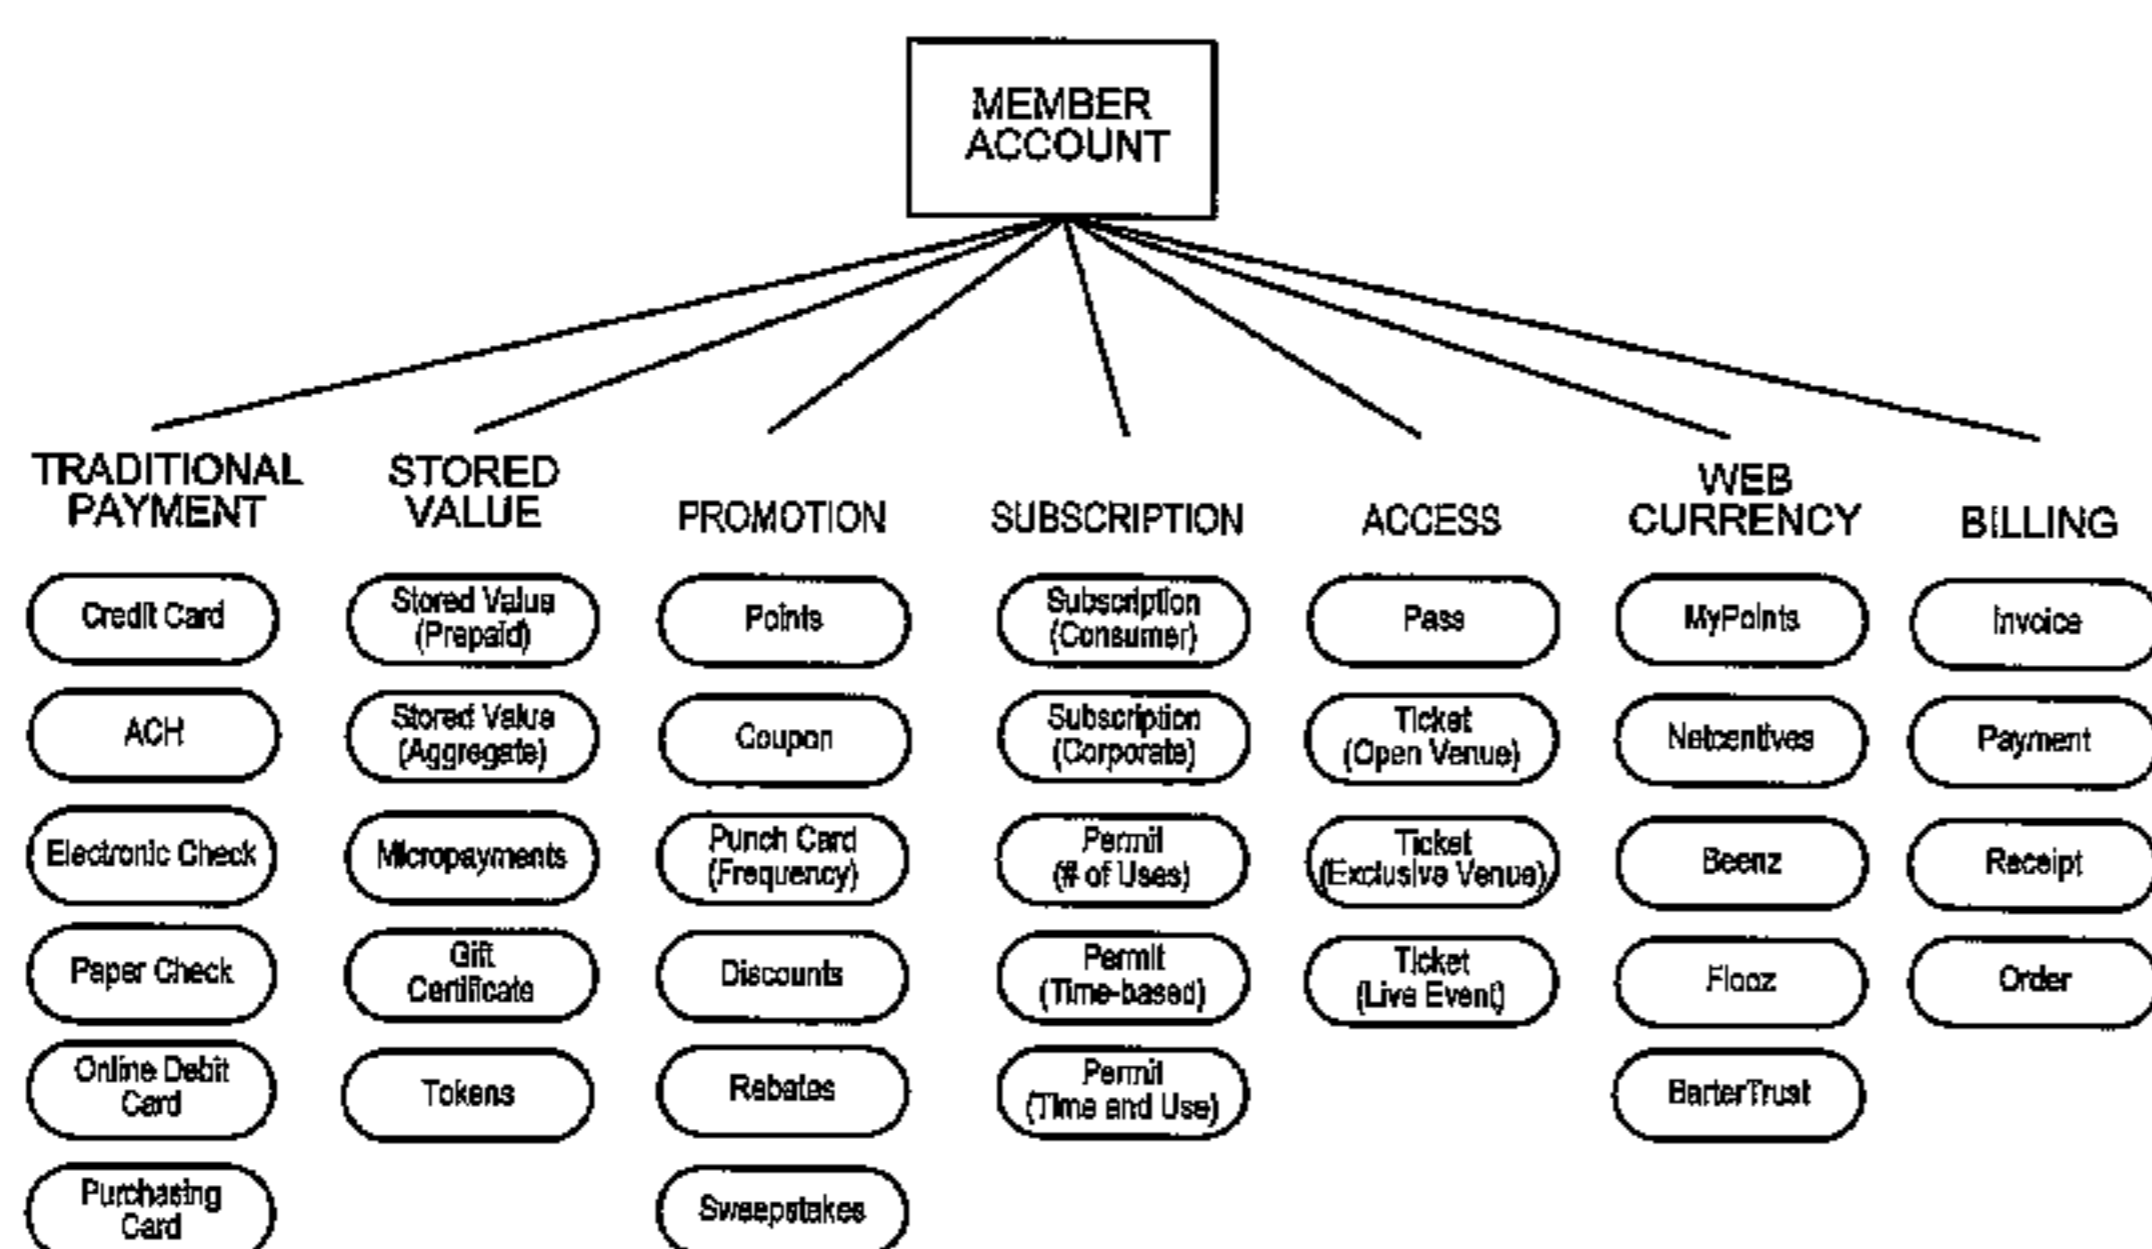 MEMBER
ACCOUNT
TRADITIONAL
PAYMENT
STORED
VALUE
PROMOTION
SUBSCRIPTION
ACCESS
WEB
CURRENCY
BILLING
Credit Card
ACH
Electronic Check
Paper Check
Online Debit
Card
Purchasing
Card
Stored Value
(Prepaid)
Stored Value
(Aggregate)
Micropayments
Gift
Certificate
Tokens
Points
Coupon
Punch Card
(Frequency)
Discounts
Rebates
Sweepstakes
Subscription
(Consumer)
Subscription
(Corporate)
Permit
(# of Uses)
Permit
(Time-based)
Permit
(Time and Use)
Pass
Ticket
(Open Venue)
Ticket
(Exclusive Venue)
Ticket
(Live Event)
MyPoints
Netcentives
Beenz
Flooz
BarterTrust
Invoice
Payment
Receipt
Order